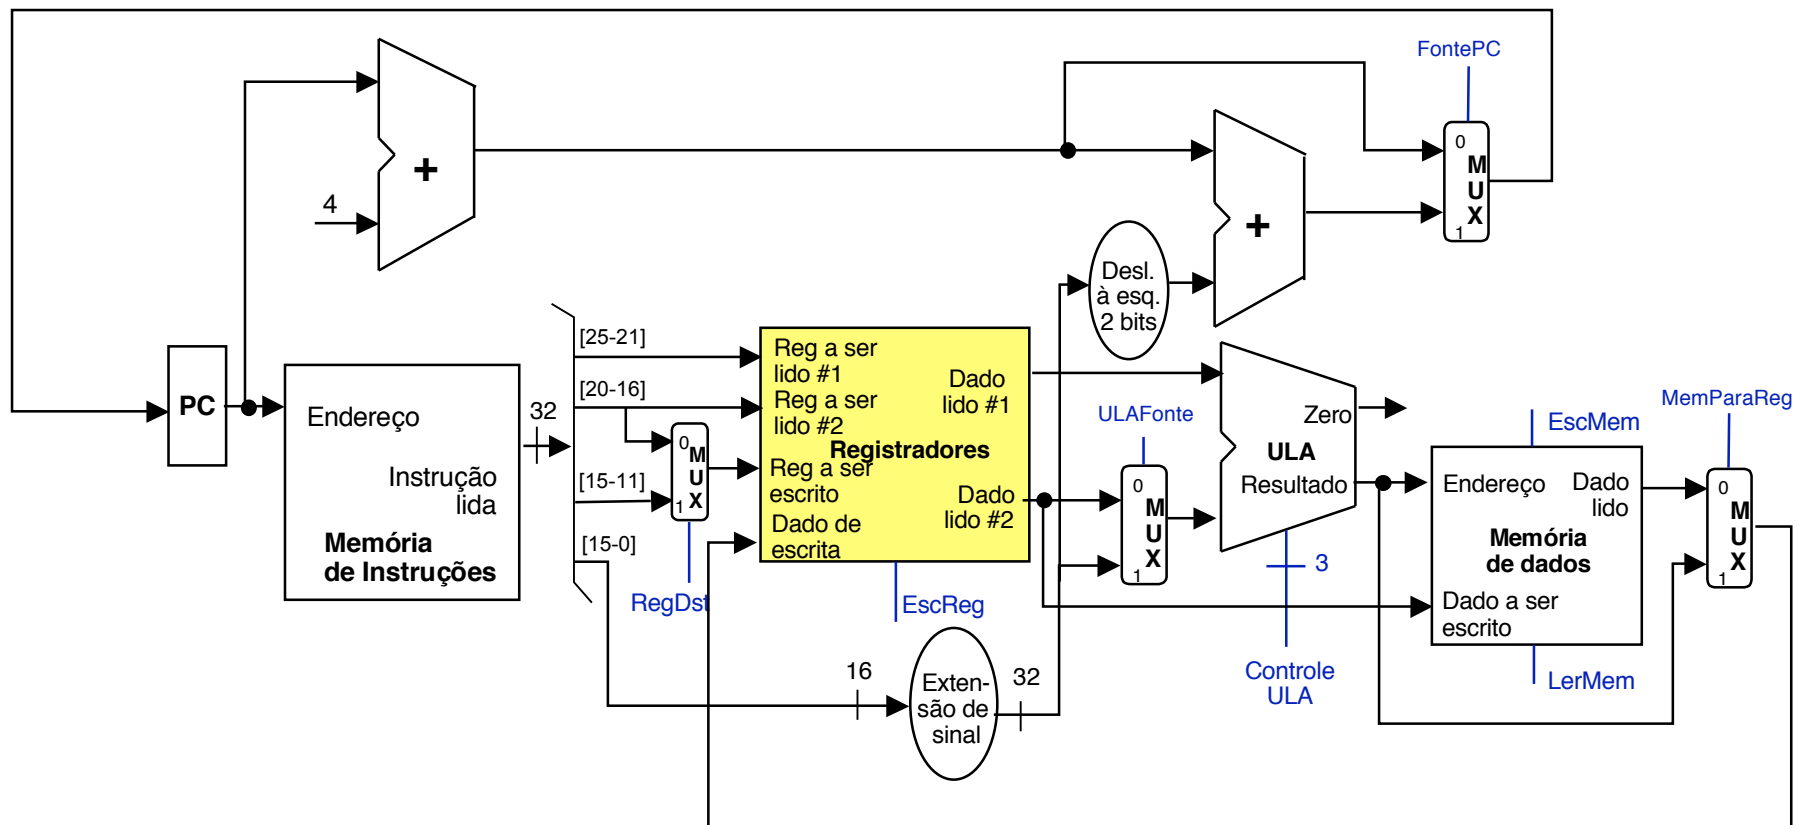 FontePC
0
M
U
X
1
+
4
+
Desl.
à esq.
2 bits
PC
Endereço
Instrução
lida
Memória
de Instruções
32
[25-21]
[20-16]
[15-11]
[15-0]
0
M
U
X
1
RegDst
Reg a ser
lido #1
Reg a ser
lido #2
Registradores
Reg a ser
escrito
Dado de
escrita
Dado
lido #1
Dado
lido #2
EscReg
16
Exten-
são de
sinal
32
ULAFonte
0
M
U
X
1
Zero
ULA
Resultado
3
Controle
ULA
EscMem
Endereço
Dado
lido
Memória
de dados
Dado a ser
escrito
LerMem
MemParaReg
0
M
U
X
1